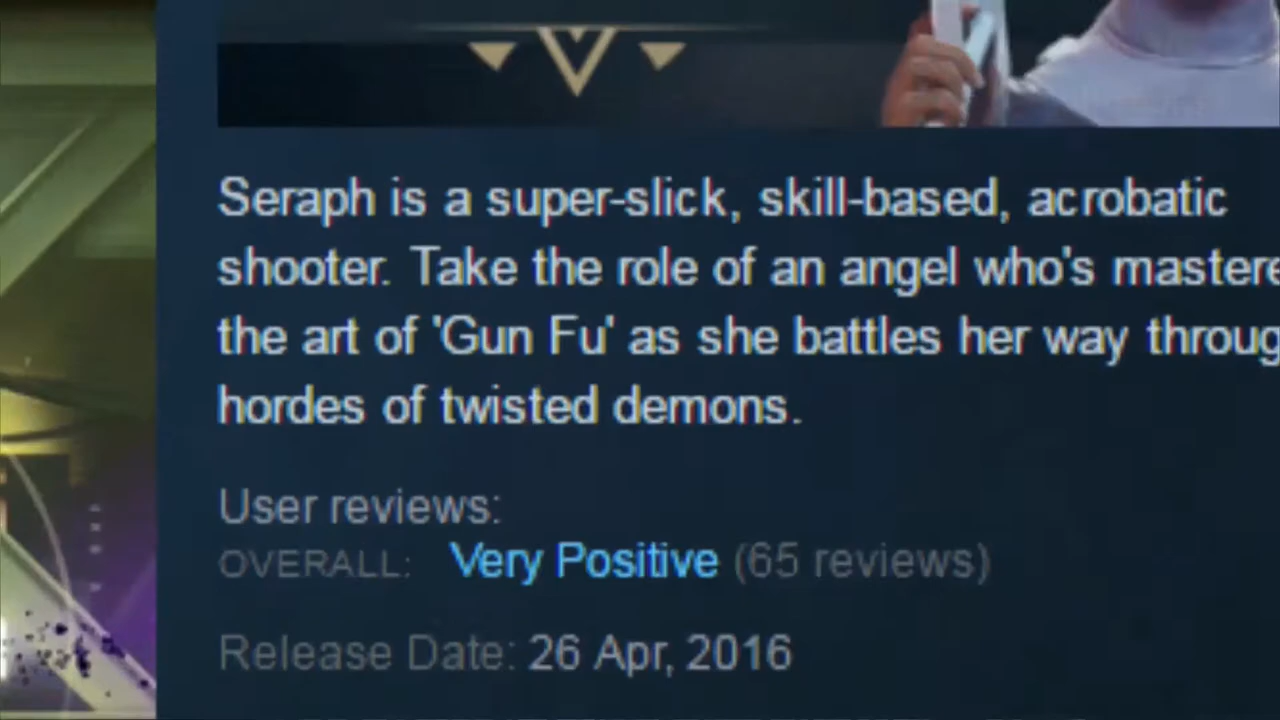 Seraph is a super-slick, skill-based, acrobatic
shooter. Take the role of an angel who's mastere
the art of 'Gun Fu' as she battles her way throug
hordes of twisted demons.
User reviews:
OVERALL: Very Positive (65 reviews)
Release Date: 26 Apr, 2016